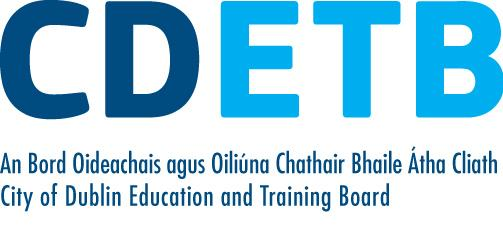 CDETB
An Bord Oideachais agus Oiliúna Chathair Bhaile Átha Cliath
City of Dublin Education and Training Board